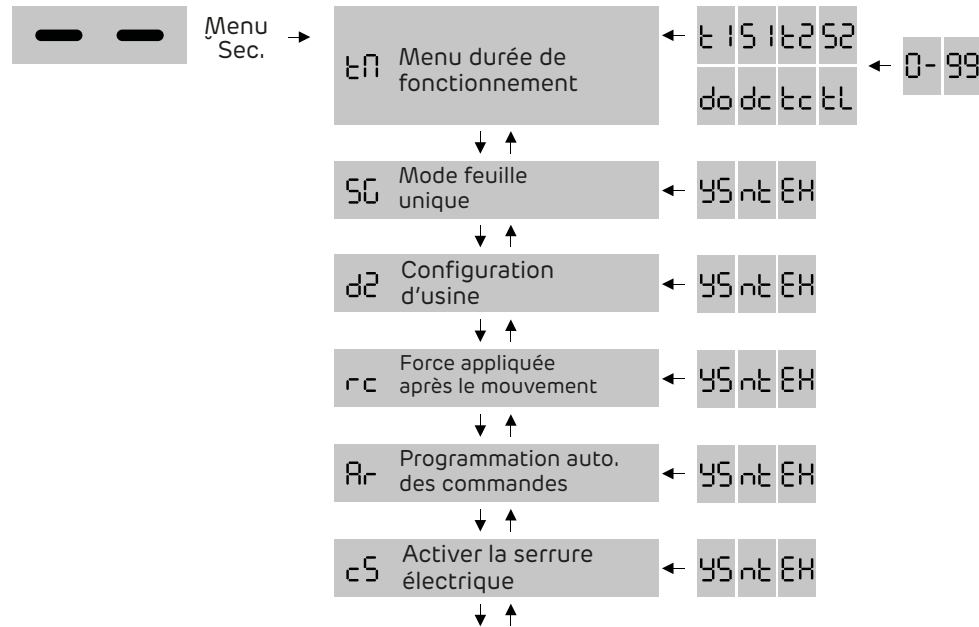 — —
Menu
Sec.
tM
Menu durée de
fonctionnement
t1 S1 t2 S2
do dc tc tL
0- 99
SG
Mode feuille
unique
YS nt EH
d2
Configuration
d'usine
YS nt EH
rc
Force appliquée
après le mouvement
YS nt EH
Ar
Programmation auto.
des commandes
YS nt EH
cS
Activer la serrure
électrique
YS nt EH